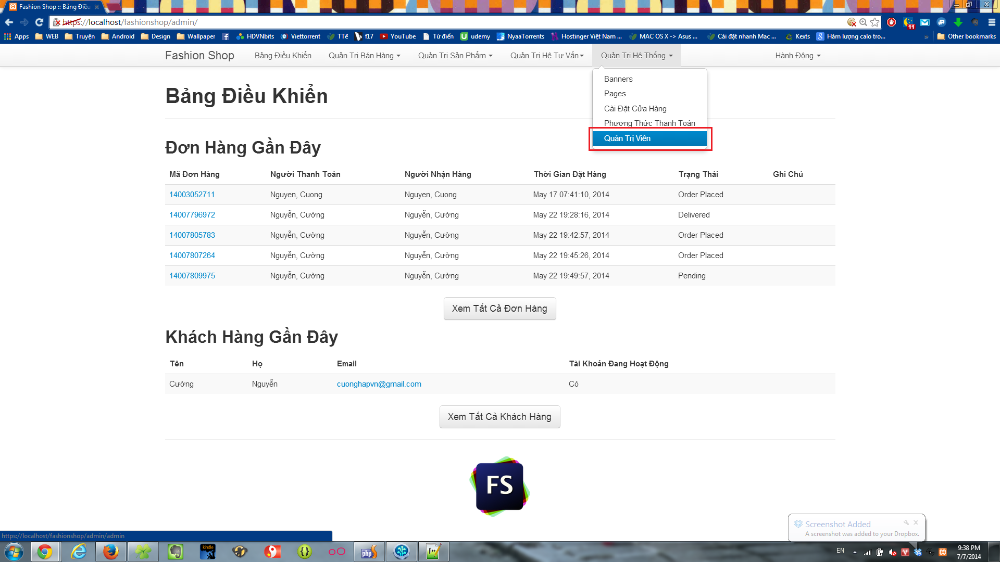 Fashion Shop :: Bảng Điều
https://localhost/fashionshop/admin/
11
Apps WEB Truyện Android Design Wallpaper HDVNbits Viettorrent TTẽ f17 YouTube Từ điển udemy NyaaTorrents Hostinger Việt Nam ... MAC OS X -> Asus ... Cài đặt nhanh Mac ... Kexts Hàm lượng calo tro... » Other bookmarks
Fashion Shop Bảng Điều Khiển Quản Trị Bán Hàng Quản Trị Sản Phẩm Quản Trị Hệ Tư Vấn Quản Trị Hệ Thống Hành Động
Banners
Pages
Cài Đặt Cửa Hàng
Phương Thức Thanh Toán
Quản Trị Viên
Bảng Điều Khiển
Đơn Hàng Gần Đây
Mã Đơn Hàng Người Thanh Toán Người Nhận Hàng Thời Gian Đặt Hàng Trạng Thái Ghi Chú
14003052711 Nguyen, Cuong Nguyen, Cuong May 17 07:41:10, 2014 Order Placed
14007796972 Nguyễn, Cường Nguyễn, Cường May 22 19:28:16, 2014 Delivered
14007805783 Nguyễn, Cường Nguyễn, Cường May 22 19:42:57, 2014 Order Placed
14007807264 Nguyễn, Cường Nguyễn, Cường May 22 19:45:26, 2014 Order Placed
14007809975 Nguyễn, Cường Nguyễn, Cường May 22 19:49:57, 2014 Pending
Xem Tất Cả Đơn Hàng
Khách Hàng Gần Đây
Tên Họ Email Tài Khoản Đang Hoạt Động
Cường Nguyễn cuonghapvn@gmail.com Có
Xem Tất Cả Khách Hàng
FS
Screenshot Added
A screenshot was added to your Dropbox.
https://localhost/fashionshop/admin/admin
kindle
php
EN
9:38 PM
7/7/2014